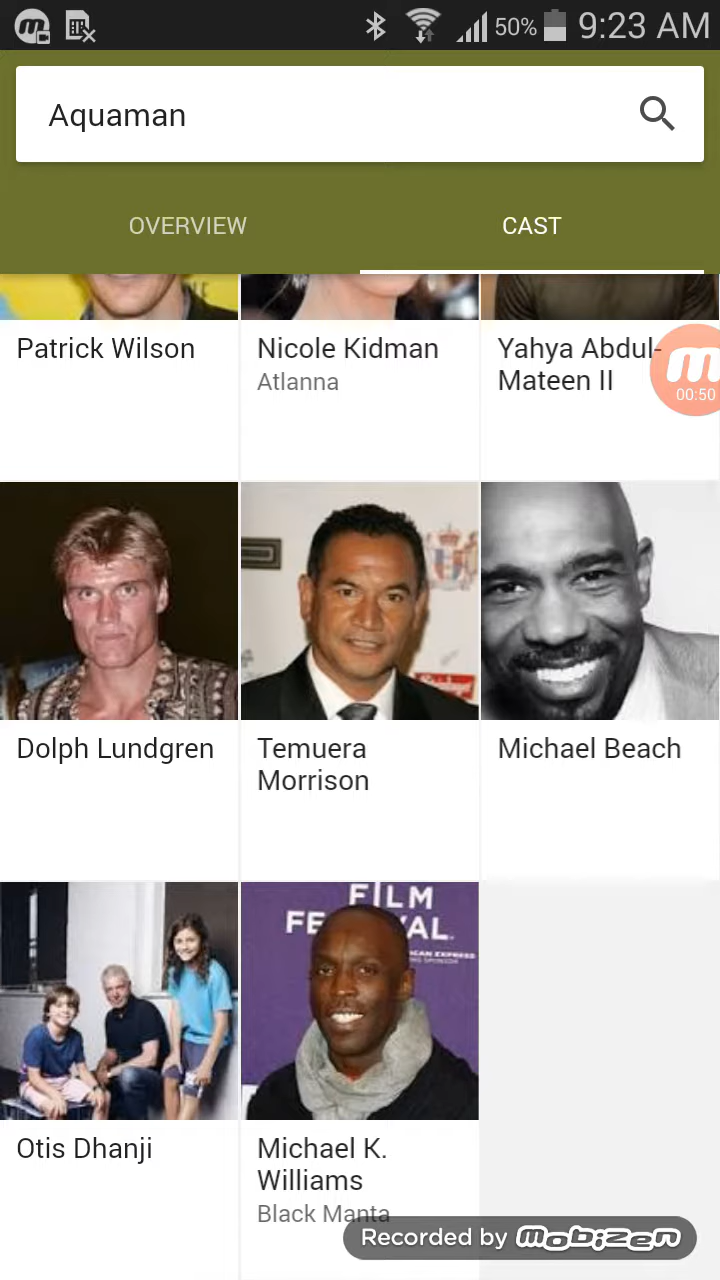 50% 9:23 AM
Aquaman
OVERVIEW
CAST
Patrick Wilson
Nicole Kidman
Atlanna
Yahya Abdul-
Mateen II
00:50
Dolph Lundgren
Temuera
Morrison
Michael Beach
FILM
Otis Dhanji
Michael K.
Williams
Black Manta
Recorded by mobizen